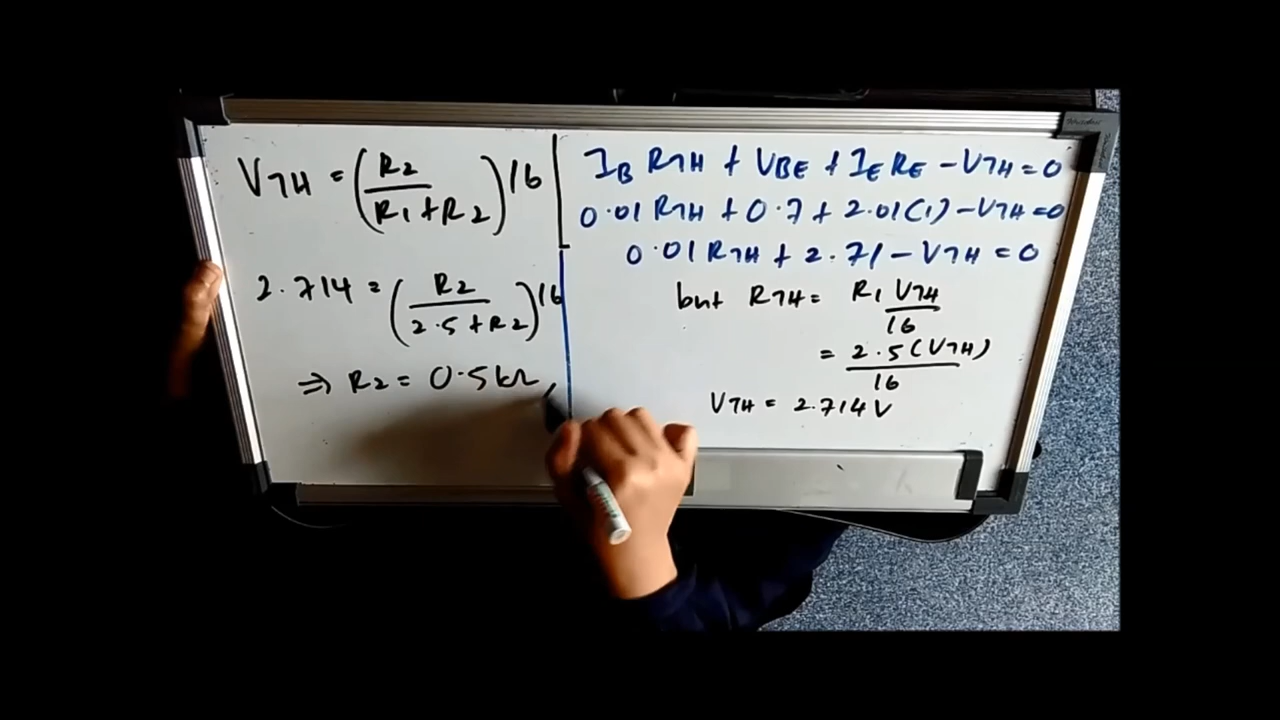 VTH = (R2 / (R1 + R2)) 16
2.714 = (R2 / (2.5 + R2)) 16
⇒ R2 = 0.5kΩ
IB RTH + VBE + IE RE - VTH = 0
0.01 RTH + 0.7 + 2.01(1) - VTH = 0
0.01 RTH + 2.71 - VTH = 0
but RTH = R1 VTH / 16
= 2.5(VTH) / 16
VTH = 2.714 V